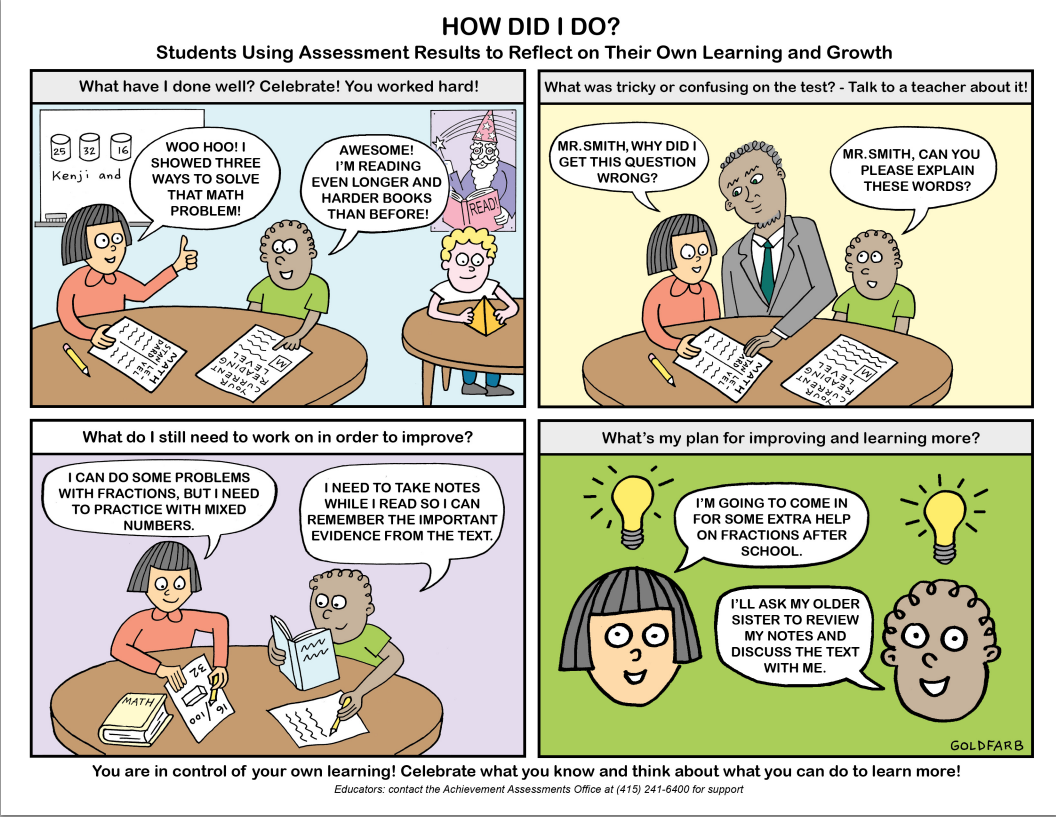 HOW DID I DO?
Students Using Assessment Results to Reflect on Their Own Learning and Growth
What have I done well? Celebrate! You worked hard!
25 32 16
Kenji and
WOO HOO! I
SHOWED THREE
WAYS TO SOLVE
THAT MATH
PROBLEM!
AWESOME!
I'M READING
EVEN LONGER AND
HARDER BOOKS
THAN BEFORE!
READ!
MATH
STAN LEV
DARD EL
YOUR
CURRENT
READING
LEVEL
M
What was tricky or confusing on the test? - Talk to a teacher about it!
MR. SMITH, WHY DID I
GET THIS QUESTION
WRONG?
MR. SMITH, CAN YOU
PLEASE EXPLAIN
THESE WORDS?
MATH
STAN LEV
DARD EL
YOUR
CURRENT
READING
LEVEL
M
What do I still need to work on in order to improve?
I CAN DO SOME PROBLEMS
WITH FRACTIONS, BUT I NEED
TO PRACTICE WITH MIXED
NUMBERS.
I NEED TO TAKE NOTES
WHILE I READ SO I CAN
REMEMBER THE IMPORTANT
EVIDENCE FROM THE TEXT.
MATH
32
16/100
What's my plan for improving and learning more?
I'M GOING TO COME IN
FOR SOME EXTRA HELP
ON FRACTIONS AFTER
SCHOOL.
I'LL ASK MY OLDER
SISTER TO REVIEW
MY NOTES AND
DISCUSS THE TEXT
WITH ME.
GOLDFARB
You are in control of your own learning! Celebrate what you know and think about what you can do to learn more!
Educators: contact the Achievement Assessments Office at (415) 241-6400 for support